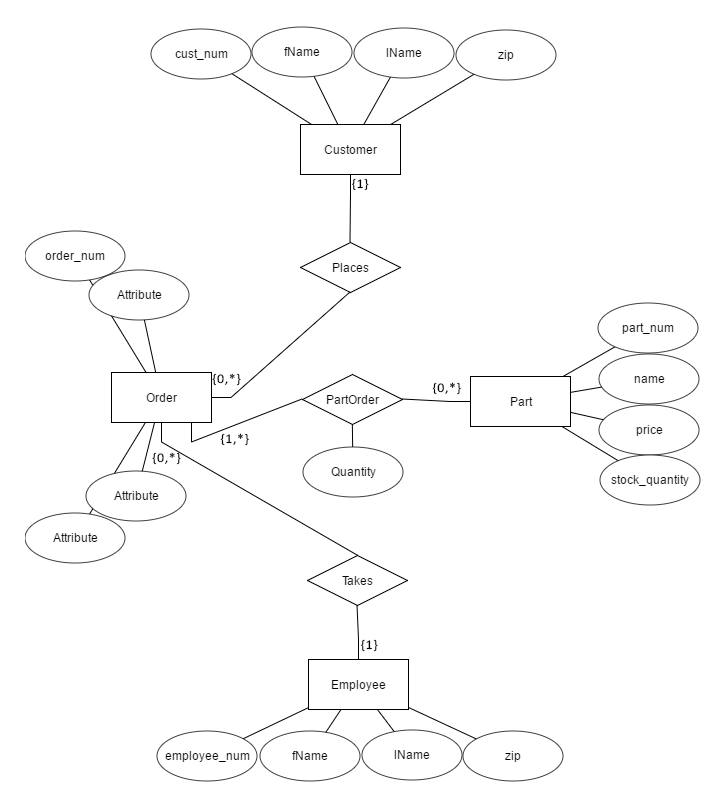 cust_num
fName
lName
zip
Customer
{1}
order_num
Attribute
Places
{0,*}
Order
PartOrder
{0,*}
Part
part_num
name
price
stock_quantity
{1,*}
{0,*}
Quantity
Attribute
Attribute
Takes
{1}
Employee
employee_num
fName
lName
zip